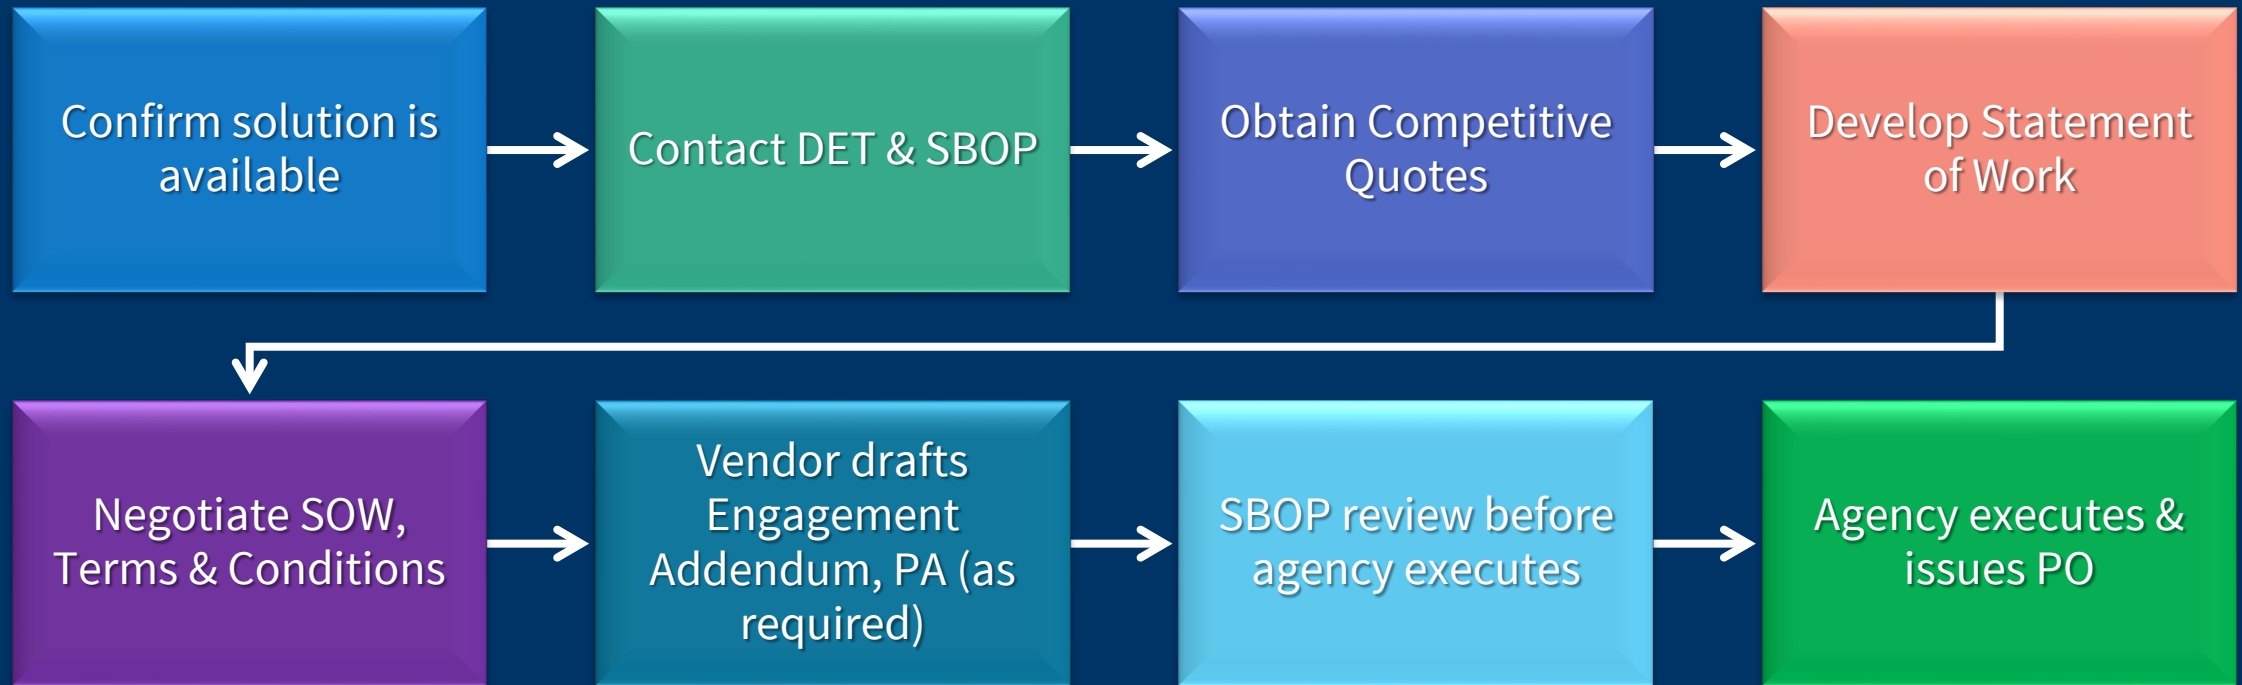 Confirm solution is
available
Contact DET & SBOP
Obtain Competitive
Quotes
Develop Statement
of Work
Negotiate SOW,
Terms & Conditions
Vendor drafts
Engagement
Addendum, PA (as
required)
SBOP review before
agency executes
Agency executes &
issues PO